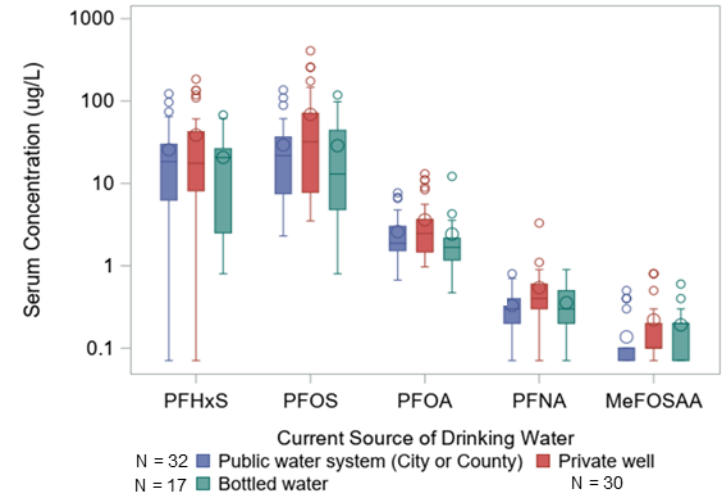 Serum Concentration (ug/L)
1000
100
10
1
0.1
PFHxS PFOS PFOA PFNA MeFOSAA
Current Source of Drinking Water
N = 32 Public water system (City or County) Private well
N = 17 Bottled water N = 30